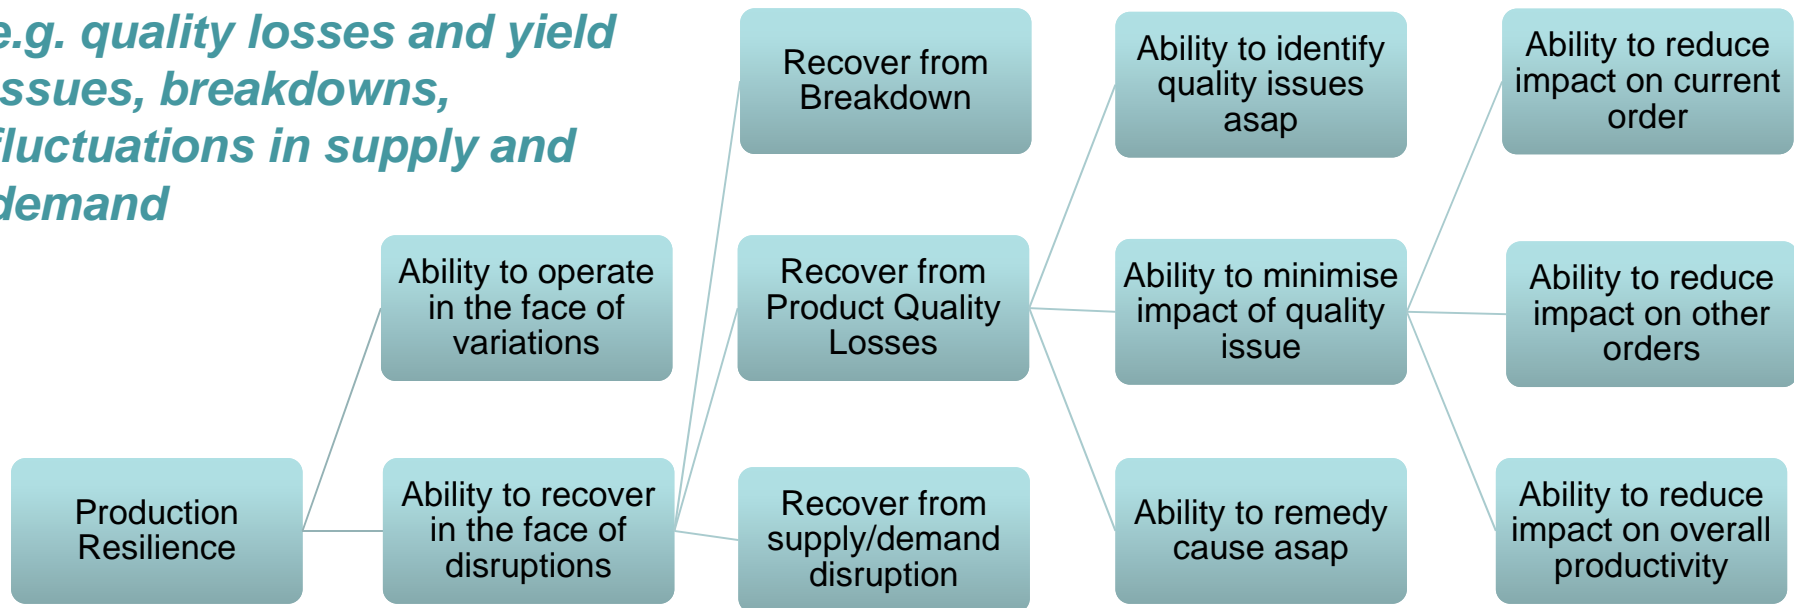 e.g. quality losses and yield
issues, breakdowns,
fluctuations in supply and
demand
Production
Resilience
Ability to operate
in the face of
variations
Ability to recover
in the face of
disruptions
Recover from
Breakdown
Recover from
Product Quality
Losses
Recover from
supply/demand
disruption
Ability to identify
quality issues
asap
Ability to minimise
impact of quality
issue
Ability to remedy
cause asap
Ability to reduce
impact on current
order
Ability to reduce
impact on other
orders
Ability to reduce
impact on overall
productivity